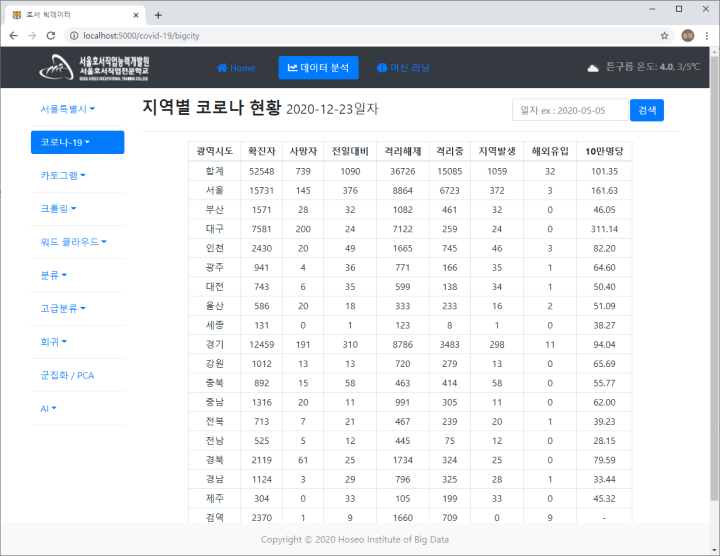 호서 빅데이터
localhost:5000/covid-19/bigcity
서울호서직업능력개발원
서울호서직업전문학교
SEOUL HOSEO OCCUPATIONAL TRAINING COLLEGE
Home
데이터 분석
머신 러닝
튼구름 온도: 4.0, 3/5℃
서울특별시
코로나-19
카토그램
크롤링
워드 클라우드
분류
고급분류
회귀
군집화 / PCA
AI
지역별 코로나 현황 2020-12-23일자
일자 ex : 2020-05-05
검색
광역시도 확진자 사망자 전일대비 격리해제 격리중 지역발생 해외유입 10만명당
합계 52548 739 1090 36726 15085 1059 32 101.35
서울 15731 145 376 8864 6723 372 3 161.63
부산 1571 28 32 1082 461 32 0 46.05
대구 7581 200 24 7122 259 24 0 311.14
인천 2430 20 49 1665 745 46 3 82.20
광주 941 4 36 771 166 35 1 64.60
대전 743 6 35 599 138 34 1 50.40
울산 586 20 18 333 233 16 2 51.09
세종 131 0 1 123 8 1 0 38.27
경기 12459 191 310 8786 3483 298 11 94.04
강원 1012 13 13 720 279 13 0 65.69
충북 892 15 58 463 414 58 0 55.77
충남 1316 20 11 991 305 11 0 62.00
전북 713 7 21 467 239 20 1 39.23
전남 525 5 12 445 75 12 0 28.15
경북 2119 61 25 1734 324 25 0 79.59
경남 1124 3 29 796 325 28 1 33.44
제주 304 0 33 105 199 33 0 45.32
검역 2370 1 9 1660 709 0 9 -
Copyright © 2020 Hoseo Institute of Big Data